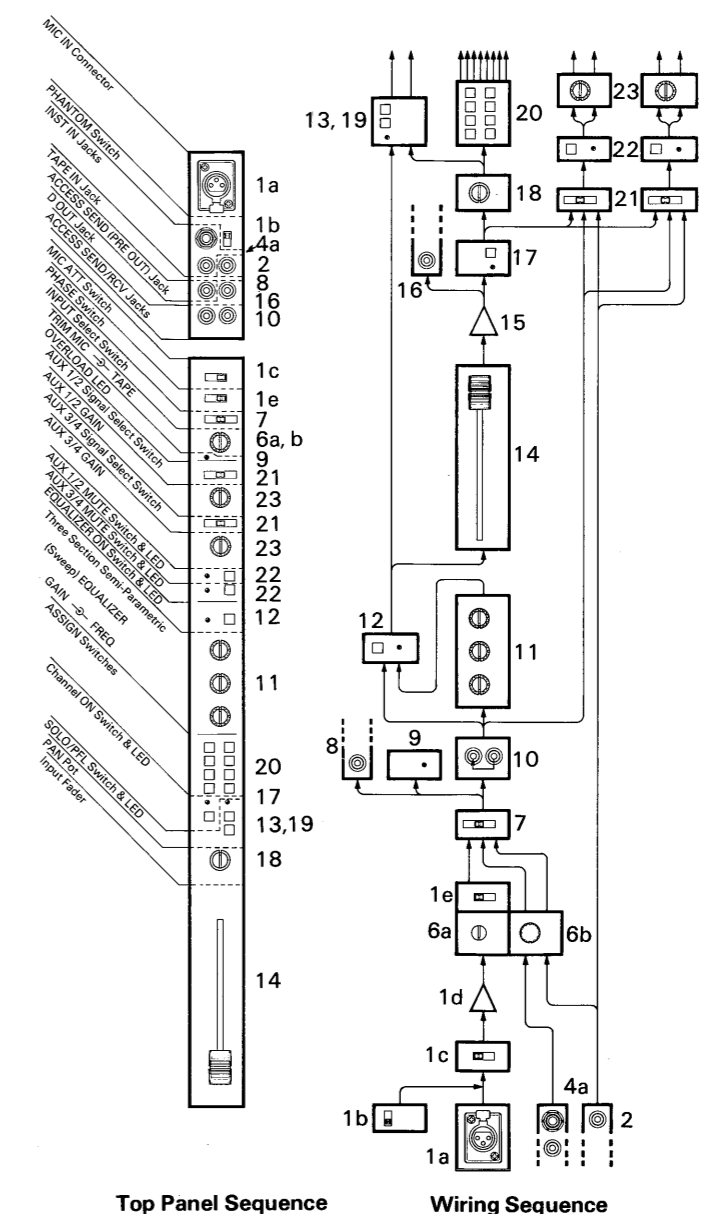 MIC IN Connector
PHANTOM Switch
INST IN Jacks
TAPE IN Jack
ACCESS SEND (PRE OUT) Jack
D OUT Jack
ACCESS SEND/RCV Jacks
MIC ATT Switch
PHASE Switch
INPUT Select Switch
TRIM MIC TAPE
OVERLOAD LED
AUX 1/2 Signal Select Switch
AUX 1/2 GAIN
AUX 3/4 Signal Select Switch
AUX 3/4 GAIN
AUX 1/2 MUTE Switch & LED
AUX 3/4 MUTE Switch & LED
EQUALIZER ON Switch & LED
Three Section Semi-Parametric
(Sweep) EQUALIZER
GAIN FREQ
ASSIGN Switches
Channel ON Switch & LED
SOLO/PFL Switch & LED
PAN Pot
Input Fader
1a
1b
4a
2
8
16
10
1c
1e
7
6a, b
9
21
23
21
23
22
22
12
11
20
17
13,19
18
14
Top Panel Sequence
13, 19
20
23
22
21
18
17
16
15
14
12
11
8
9
10
7
1e
6a
6b
1d
1c
4a
1b
1a
2
Wiring Sequence